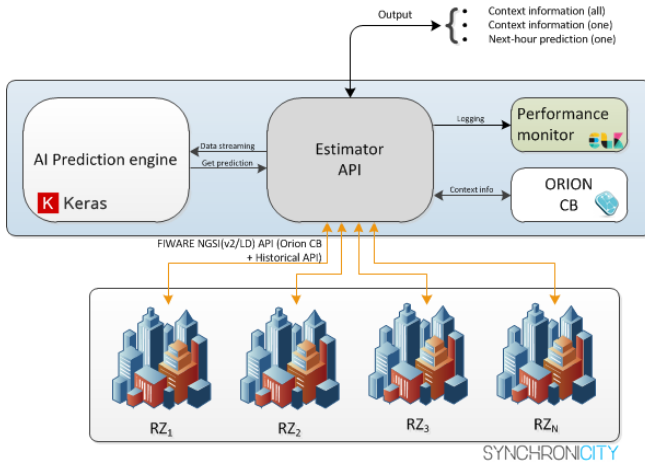 Output
• Context information (all)
• Context information (one)
• Next-hour prediction (one)
AI Prediction engine
K Keras
Data streaming
Get prediction
Estimator
API
Logging
Performance
monitor
Context info
ORION
CB
FIWARE NGSI(v2/LD) API (Orion CB
+ Historical API)
RZ₁
RZ₂
RZ₃
RZN
SYNCHRONICITY